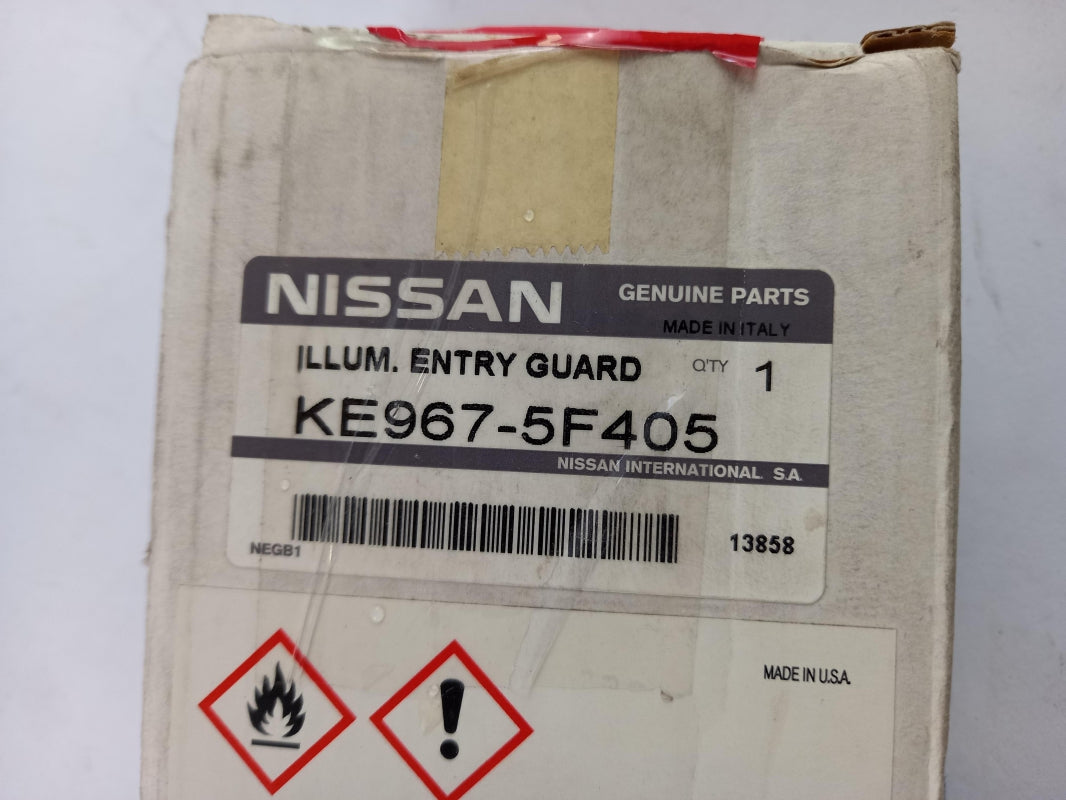 NISSAN GENUINE PARTS
MADE IN ITALY
ILLUM. ENTRY GUARD Q'TY 1
KE967-5F405
NISSAN INTERNATIONAL S.A.
NEGB1 13858
MADE IN U.S.A.